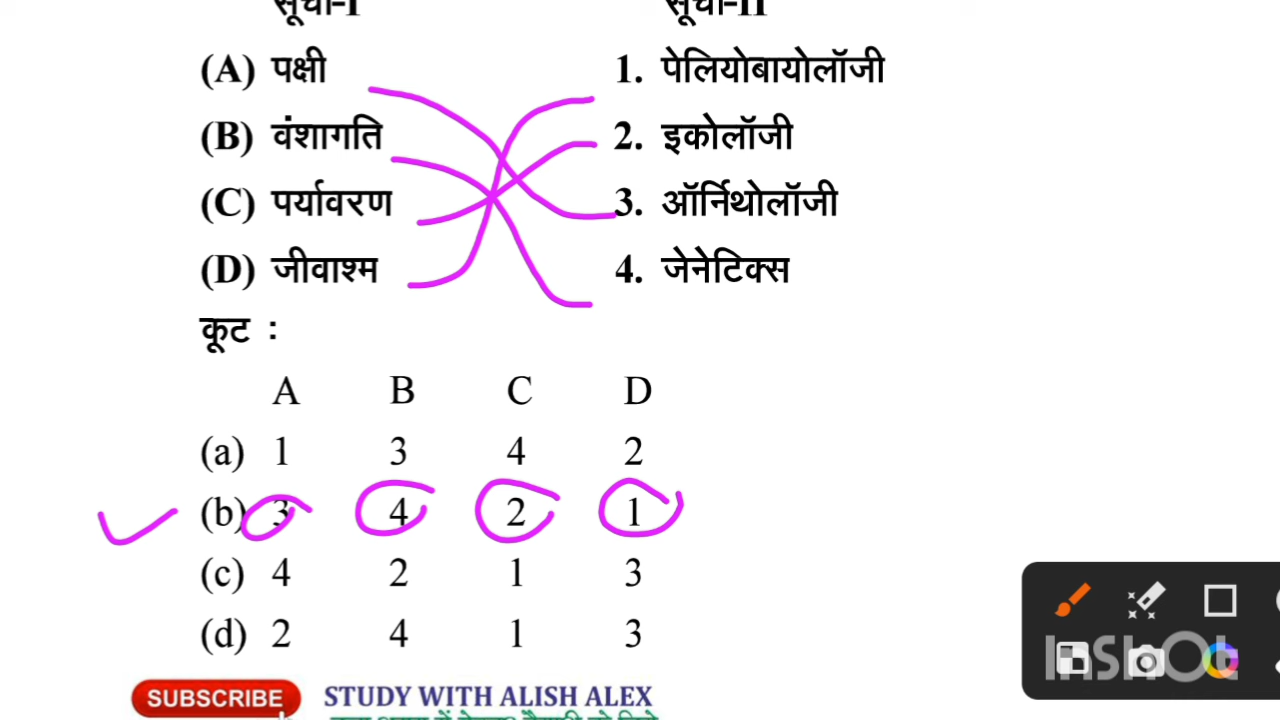 सूची-I सूची-II
(A) पक्षी 1. पेलियोबायोलॉजी
(B) वंशागति 2. इकोलॉजी
(C) पर्यावरण 3. ऑर्निथोलॉजी
(D) जीवाश्म 4. जेनेटिक्स
कूट :
A B C D
(a) 1 3 4 2
(b) 3 4 2 1
(c) 4 2 1 3
(d) 2 4 1 3
InShOt
SUBSCRIBE STUDY WITH ALISH ALEX